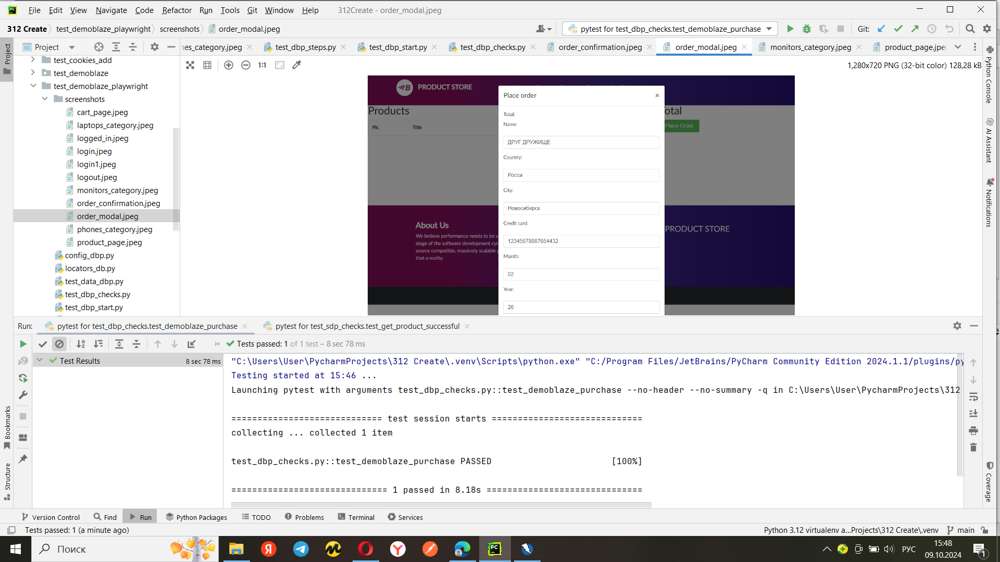 File Edit View Navigate Code Refactor Run Tools Git Window Help 312Create - order_modal.jpeg
312 Create test_demoblaze_playwright screenshots order_modal.jpeg
pytest for test_dbp_checks.test_demoblaze_purchase Git:
Project
nes_category.jpeg test_dbp_steps.py test_dbp_start.py test_dbp_checks.py order_confirmation.jpeg order_modal.jpeg monitors_category.jpeg product_page.jpe
1:1
1,280x720 PNG (32-bit color) 128,28 kB
Project
test_cookies_add
test_demoblaze
test_demoblaze_playwright
screenshots
cart_page.jpeg
laptops_category.jpeg
logged_in.jpeg
login.jpeg
login1.jpeg
logout.jpeg
monitors_category.jpeg
order_confirmation.jpeg
order_modal.jpeg
phones_category.jpeg
product_page.jpeg
config_dbp.py
locators_db.py
test_data_dbp.py
test_dbp_checks.py
test_dbp_start.py
PRODUCT STORE
Products
Pic Title
Place order ×
Total:
Name:
ДРУГ ДРУЖИЩЕ
Country:
Росси
City:
Новосибирск
Credit card:
12345678987654432
Month:
02
Year:
26
otal
Place Order
About Us
We believe performance needs to be v
stage of the software development cyc
source compatible, massively scalable p
that a reality.
PRODUCT STORE
Python Console
AI Assistant
Notifications
Run: pytest for test_dbp_checks.test_demoblaze_purchase pytest for test_sdp_checks.test_get_product_successful
Tests passed: 1 of 1 test – 8 sec 78 ms
Test Results 8 sec 78 ms
"C:\Users\User\PycharmProjects\312 Create\.venv\Scripts\python.exe" "C:/Program Files/JetBrains/PyCharm Community Edition 2024.1.1/plugins/py
Testing started at 15:46 ...
Launching pytest with arguments test_dbp_checks.py::test_demoblaze_purchase --no-header --no-summary -q in C:\Users\User\PycharmProjects\312
============================= test session starts =============================
collecting ... collected 1 item
test_dbp_checks.py::test_demoblaze_purchase PASSED [100%]
============================== 1 passed in 8.18s ==============================
Bookmarks
Structure
Coverage
Version Control Find Run Python Packages TODO Problems Terminal Services
Tests passed: 1 (a minute ago)
Python 3.12 virtualenv a...Projects\312 Create\.venv main
Поиск
РУС
15:48
09.10.2024
1